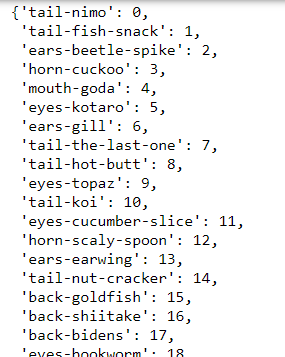 {'tail-nimo': 0,
'tail-fish-snack': 1,
'ears-beetle-spike': 2,
'horn-cuckoo': 3,
'mouth-goda': 4,
'eyes-kotaro': 5,
'ears-gill': 6,
'tail-the-last-one': 7,
'tail-hot-butt': 8,
'eyes-topaz': 9,
'tail-koi': 10,
'eyes-cucumber-slice': 11,
'horn-scaly-spoon': 12,
'ears-earwing': 13,
'tail-nut-cracker': 14,
'back-goldfish': 15,
'back-shiitake': 16,
'back-bidens': 17,
'eyes-bookworm': 18